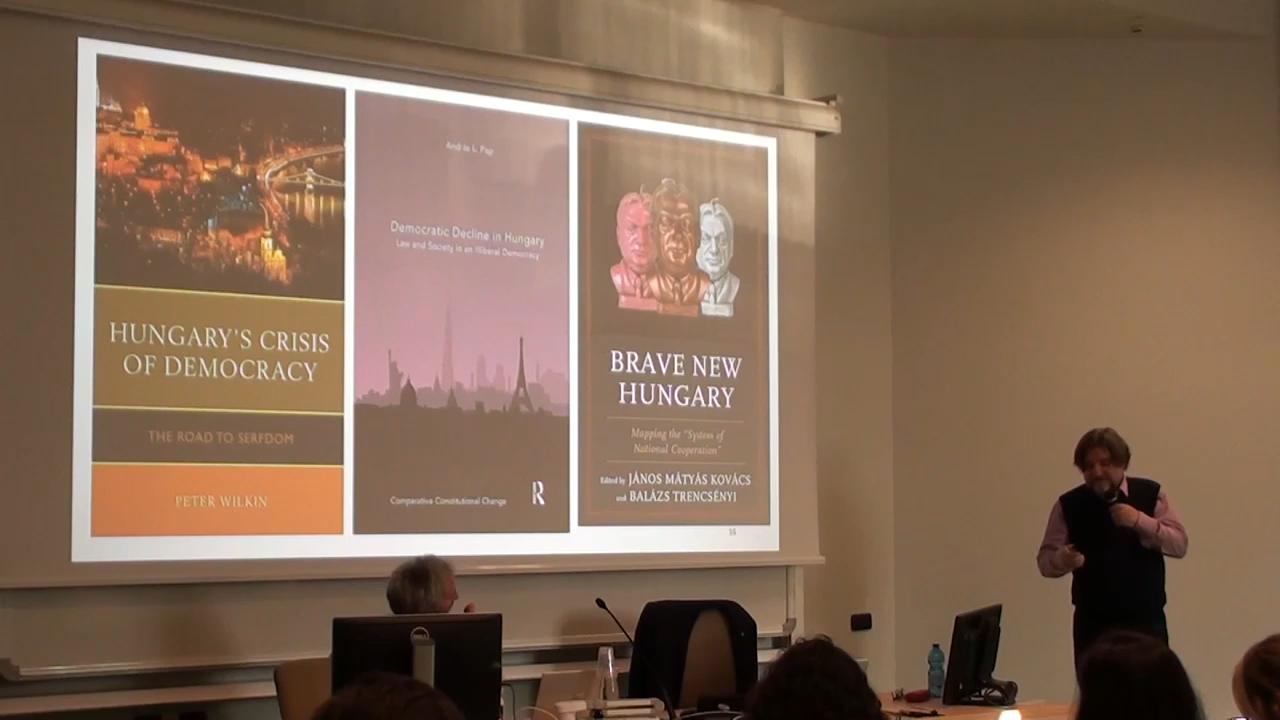 HUNGARY'S CRISIS
OF DEMOCRACY
THE ROAD TO SERFDOM
PETER WILKIN
András L. Pap
Democratic Decline in Hungary
Law and Society in an Illiberal Democracy
Comparative Constitutional Change
R
BRAVE NEW
HUNGARY
Mapping the "System of
National Cooperation"
Edited by JÁNOS MÁTYÁS KOVÁCS
and BALÁZS TRENCSÉNYI